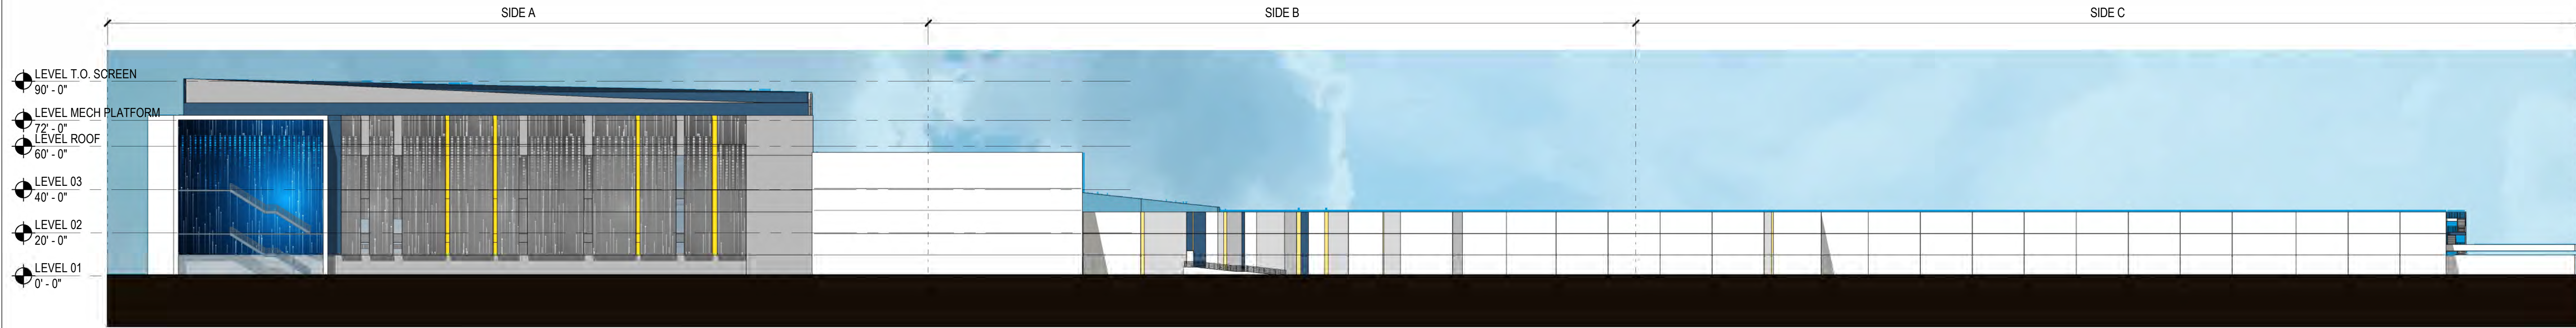 SIDE A
SIDE B
SIDE C
LEVEL T.O. SCREEN
90' - 0"
LEVEL MECH PLATFORM
72' - 0"
LEVEL ROOF
60' - 0"
LEVEL 03
40' - 0"
LEVEL 02
20' - 0"
LEVEL 01
0' - 0"